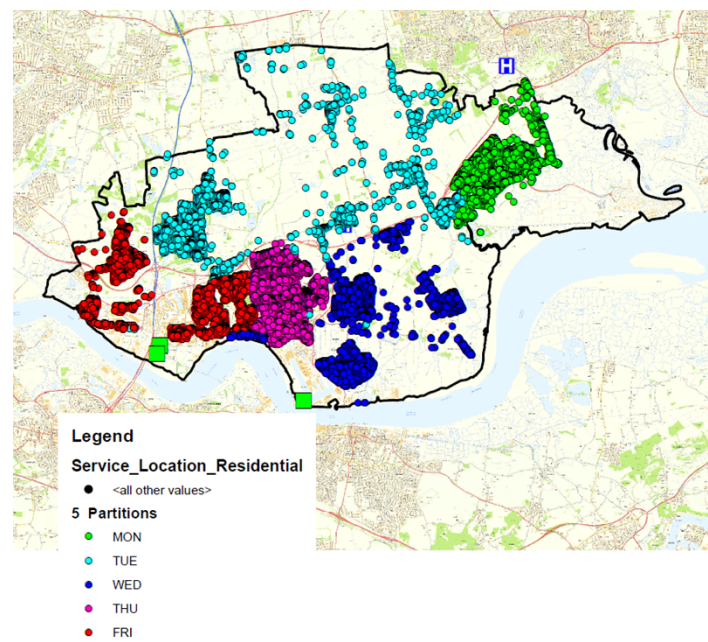 H
Legend
Service_Location_Residential
<all other values>
5 Partitions
MON
TUE
WED
THU
FRI